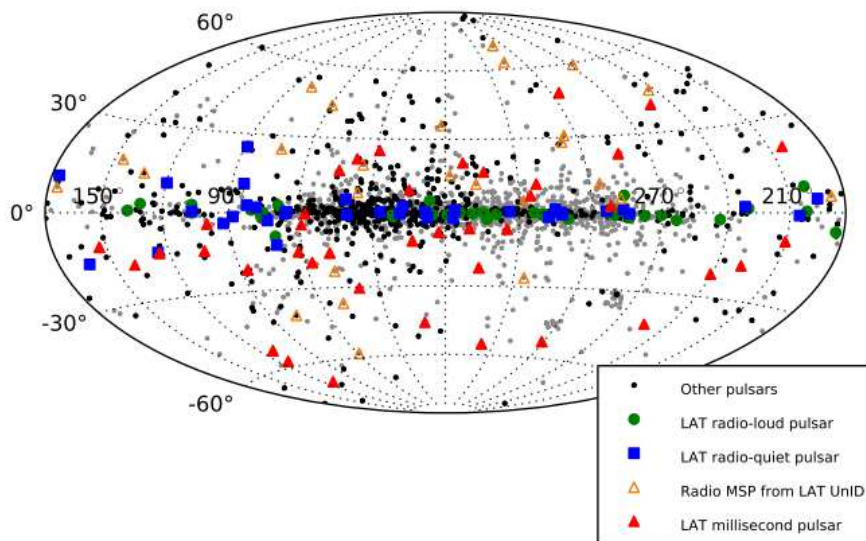 60°
30°
150° 90° 270° 210°
0°
-30°
-60°
Other pulsars
LAT radio-loud pulsar
LAT radio-quiet pulsar
Radio MSP from LAT UnID
LAT millisecond pulsar